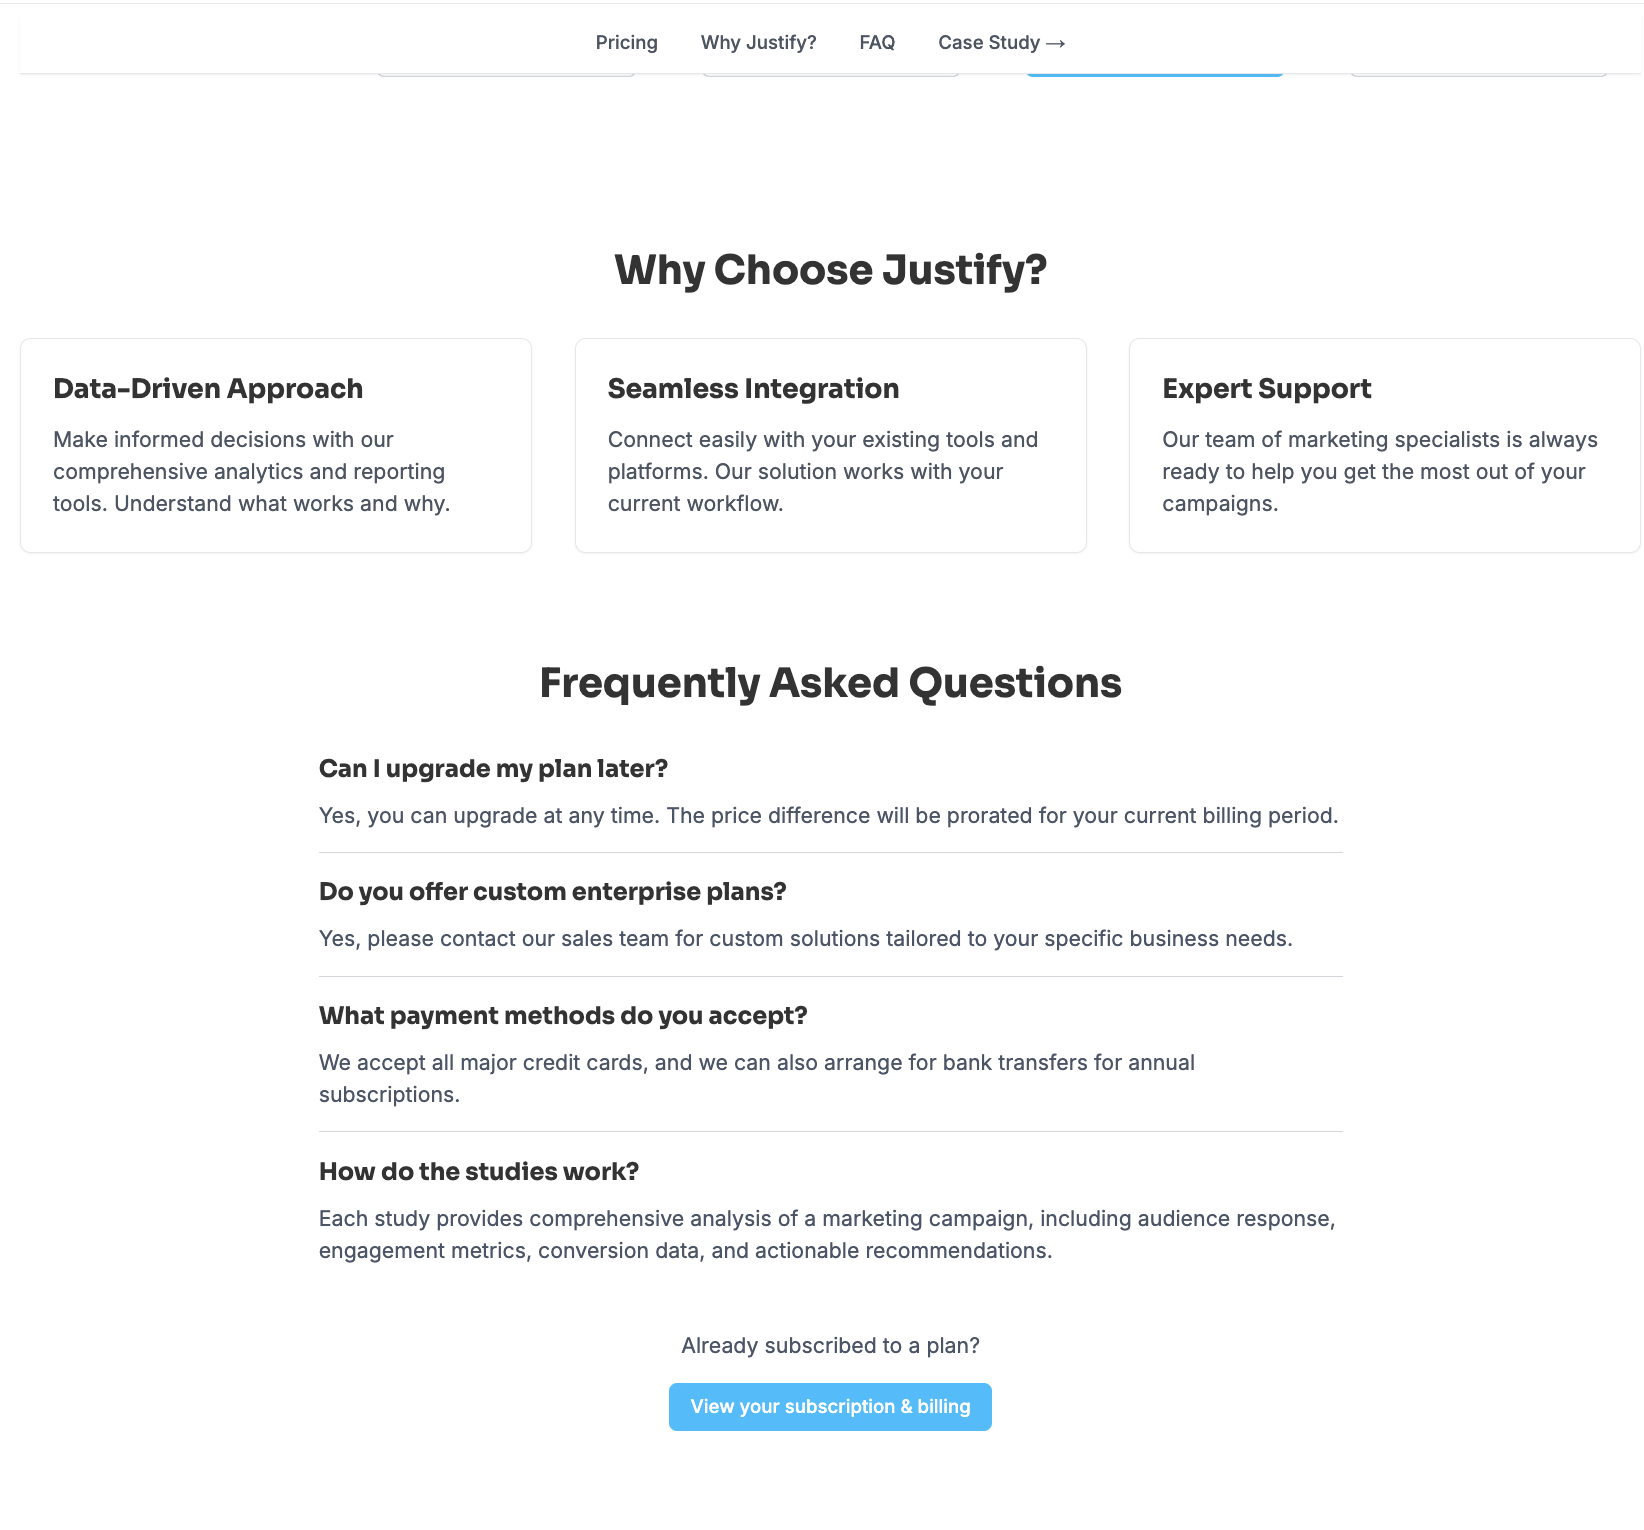 Pricing
Why Justify?
FAQ
Case Study →
Why Choose Justify?
Data-Driven Approach
Make informed decisions with our
comprehensive analytics and reporting
tools. Understand what works and why.
Seamless Integration
Connect easily with your existing tools and
platforms. Our solution works with your
current workflow.
Expert Support
Our team of marketing specialists is always
ready to help you get the most out of your
campaigns.
Frequently Asked Questions
Can I upgrade my plan later?
Yes, you can upgrade at any time. The price difference will be prorated for your current billing period.
Do you offer custom enterprise plans?
Yes, please contact our sales team for custom solutions tailored to your specific business needs.
What payment methods do you accept?
We accept all major credit cards, and we can also arrange for bank transfers for annual
subscriptions.
How do the studies work?
Each study provides comprehensive analysis of a marketing campaign, including audience response,
engagement metrics, conversion data, and actionable recommendations.
Already subscribed to a plan?
View your subscription & billing